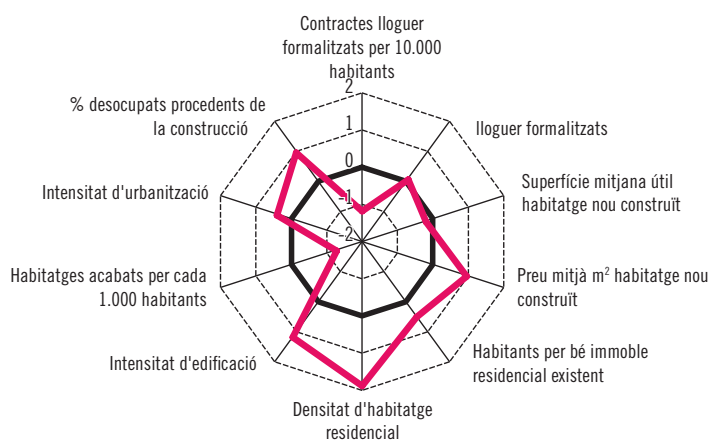 Contractes lloguer
formalitzats per 10.000
habitants
2
1
0
-1
-2
lloguer formalitzats
Superfície mitjana útil
habitatge nou construït
Preu mitjà m² habitatge nou
construït
Habitants per bé immoble
residencial existent
Densitat d'habitatge
residencial
Intensitat d'edificació
Habitatges acabats per cada
1.000 habitants
Intensitat d'urbanització
% desocupats procedents de
la construcció